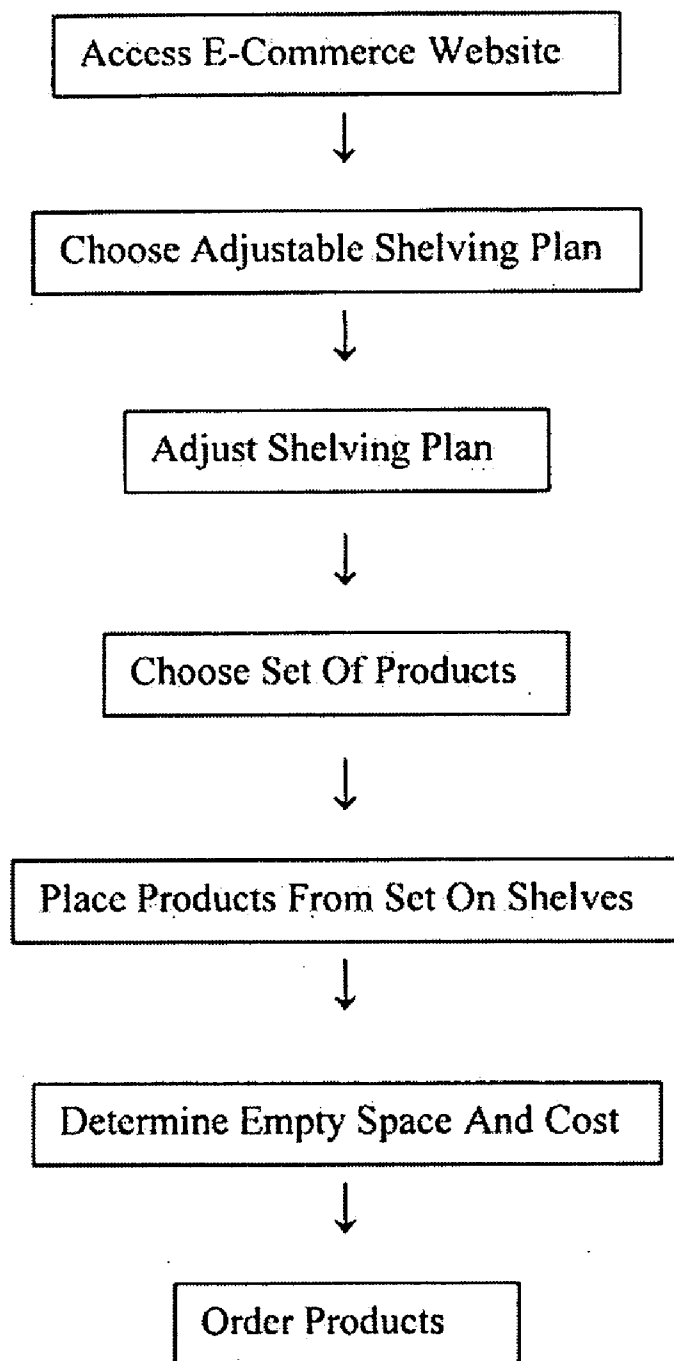 Access E-Commerce Website
Choose Adjustable Shelving Plan
Adjust Shelving Plan
Choose Set Of Products
Place Products From Set On Shelves
Determine Empty Space And Cost
Order Products